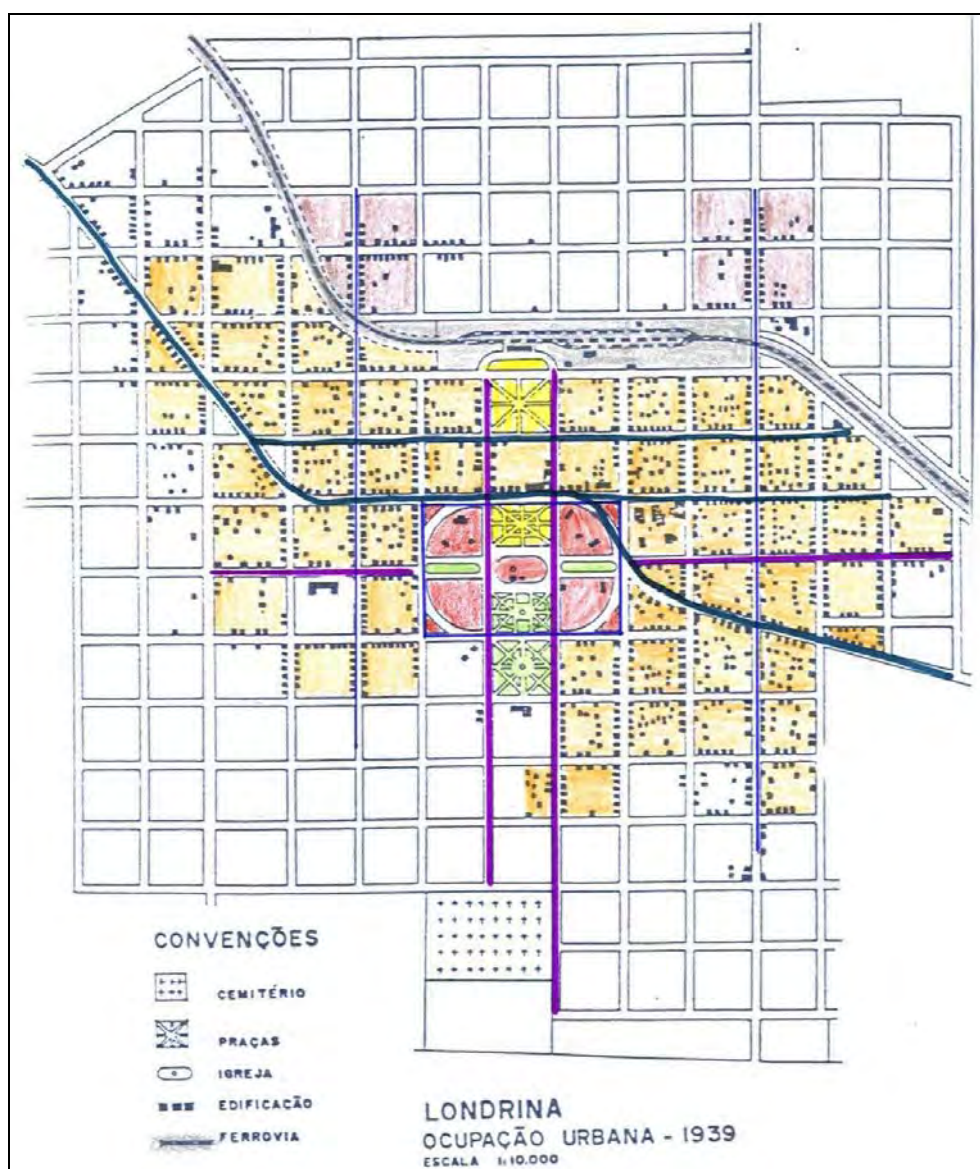 CONVENÇÕES
CEMITÉRIO
PRAÇAS
IGREJA
EDIFICAÇÃO
FERROVIA
LONDRINA
OCUPAÇÃO URBANA - 1939
ESCALA 1:10.000